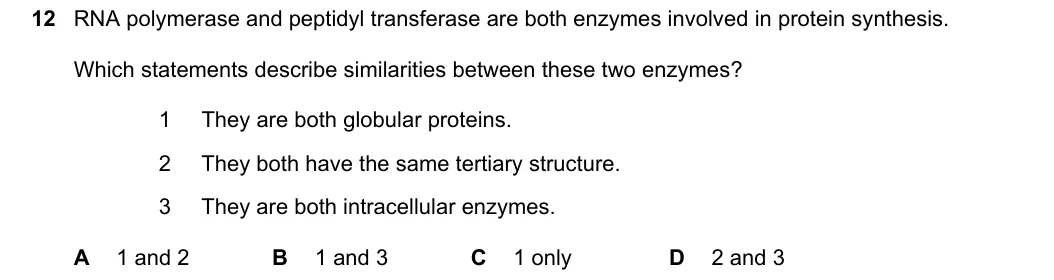 12 RNA polymerase and peptidyl transferase are both enzymes involved in protein synthesis.
Which statements describe similarities between these two enzymes?
1 They are both globular proteins.
2 They both have the same tertiary structure.
3 They are both intracellular enzymes.
A 1 and 2 B 1 and 3 C 1 only D 2 and 3